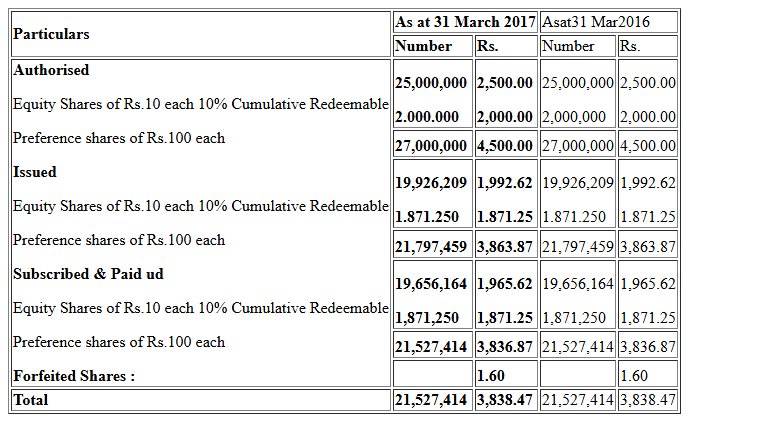 Particulars As at 31 March 2017 Asat31 Mar2016
Number Rs. Number Rs.
Authorised
25,000,000 2,500.00 25,000,000 2,500.00
Equity Shares of Rs.10 each 10% Cumulative Redeemable
2.000.000 2,000.00 2,000,000 2,000.00
Preference shares of Rs.100 each
27,000,000 4,500.00 27,000,000 4,500.00
Issued
19,926,209 1,992.62 19,926,209 1,992.62
Equity Shares of Rs.10 each 10% Cumulative Redeemable
1.871.250 1.871.25 1.871.250 1.871.25
Preference shares of Rs.100 each
21,797,459 3,863.87 21,797,459 3,863.87
Subscribed & Paid ud
19,656,164 1,965.62 19,656,164 1,965.62
Equity Shares of Rs.10 each 10% Cumulative Redeemable
1,871,250 1,871.25 1,871,250 1,871.25
Preference shares of Rs.100 each
21,527,414 3,836.87 21,527,414 3,836.87
Forfeited Shares : 1.60 1.60
Total 21,527,414 3,838.47 21,527,414 3,838.47